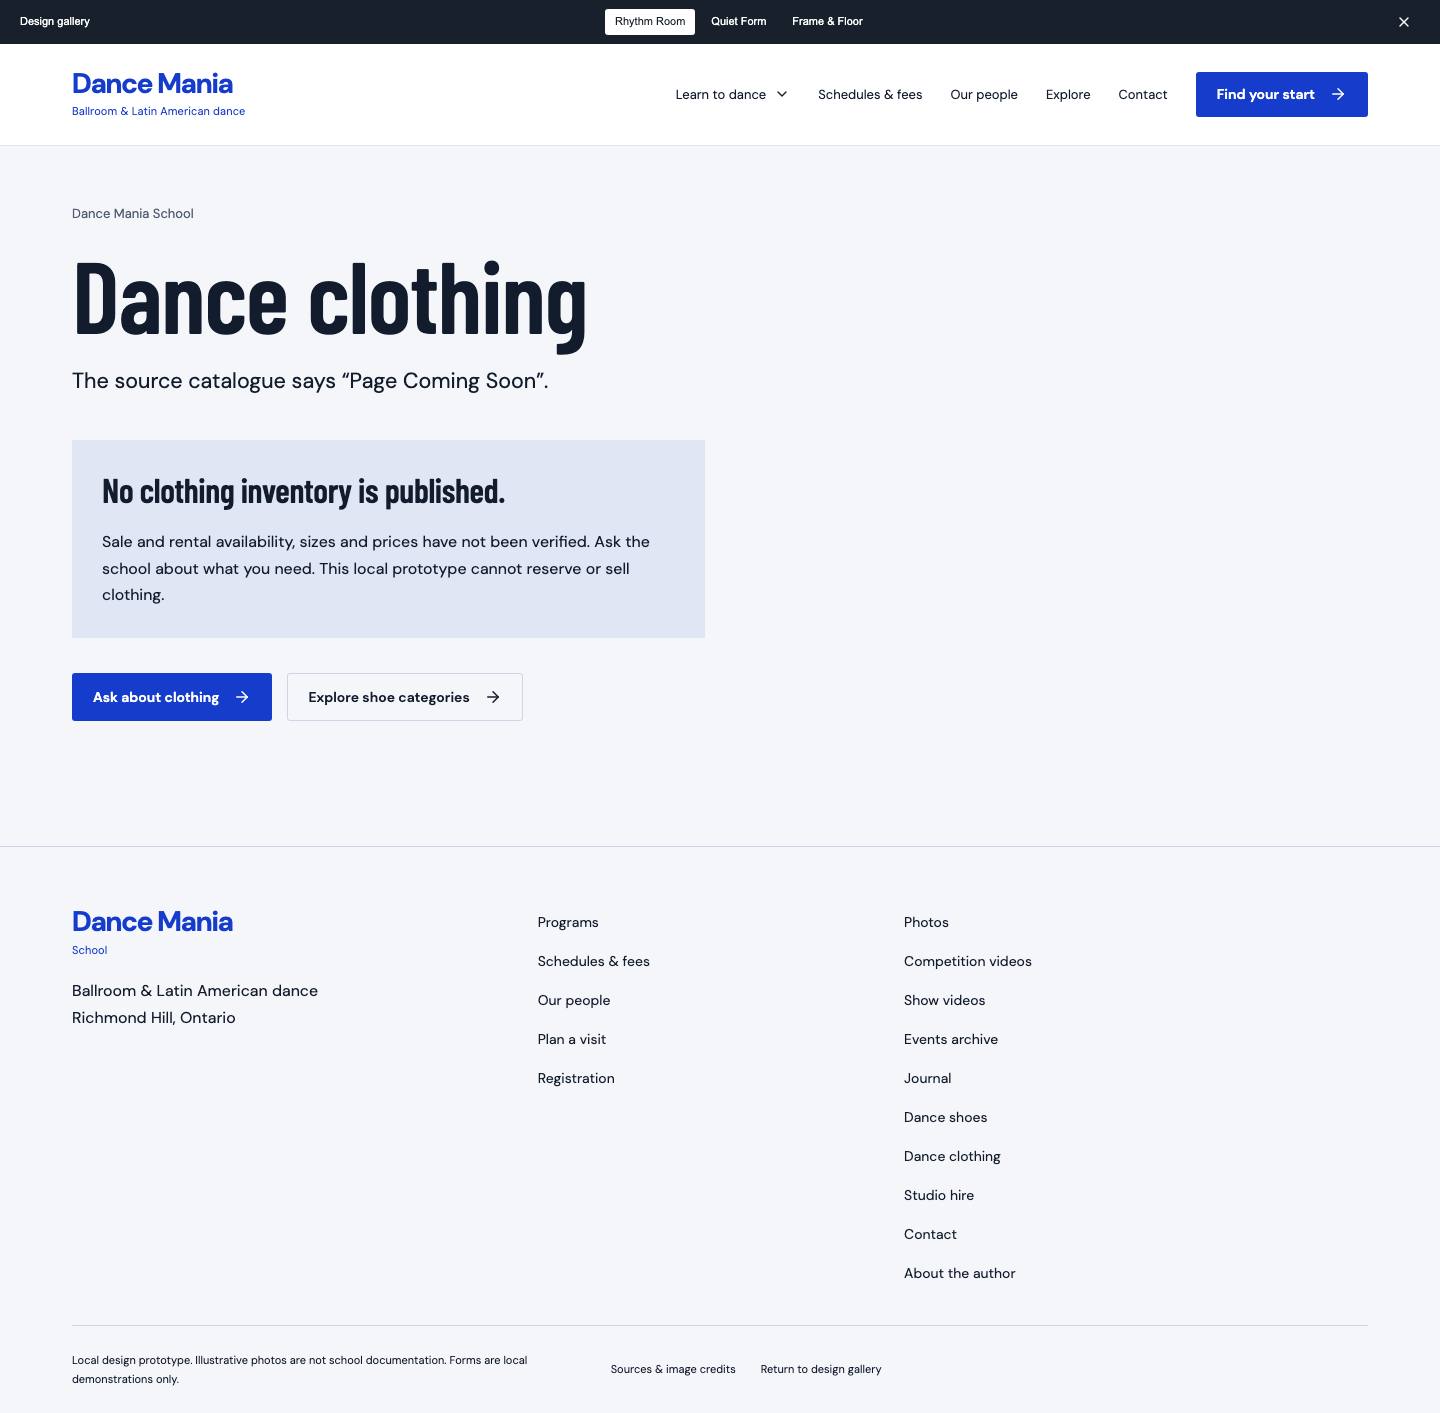 Design gallery
Rhythm Room
Quiet Form
Frame & Floor
Dance Mania
Ballroom & Latin American dance
Learn to dance
Schedules & fees
Our people
Explore
Contact
Find your start
Dance Mania School
Dance clothing
The source catalogue says “Page Coming Soon”.
No clothing inventory is published.
Sale and rental availability, sizes and prices have not been verified. Ask the
school about what you need. This local prototype cannot reserve or sell
clothing.
Ask about clothing
Explore shoe categories
Dance Mania
School
Ballroom & Latin American dance
Richmond Hill, Ontario
Programs
Schedules & fees
Our people
Plan a visit
Registration
Photos
Competition videos
Show videos
Events archive
Journal
Dance shoes
Dance clothing
Studio hire
Contact
About the author
Local design prototype. Illustrative photos are not school documentation. Forms are local
demonstrations only.
Sources & image credits
Return to design gallery